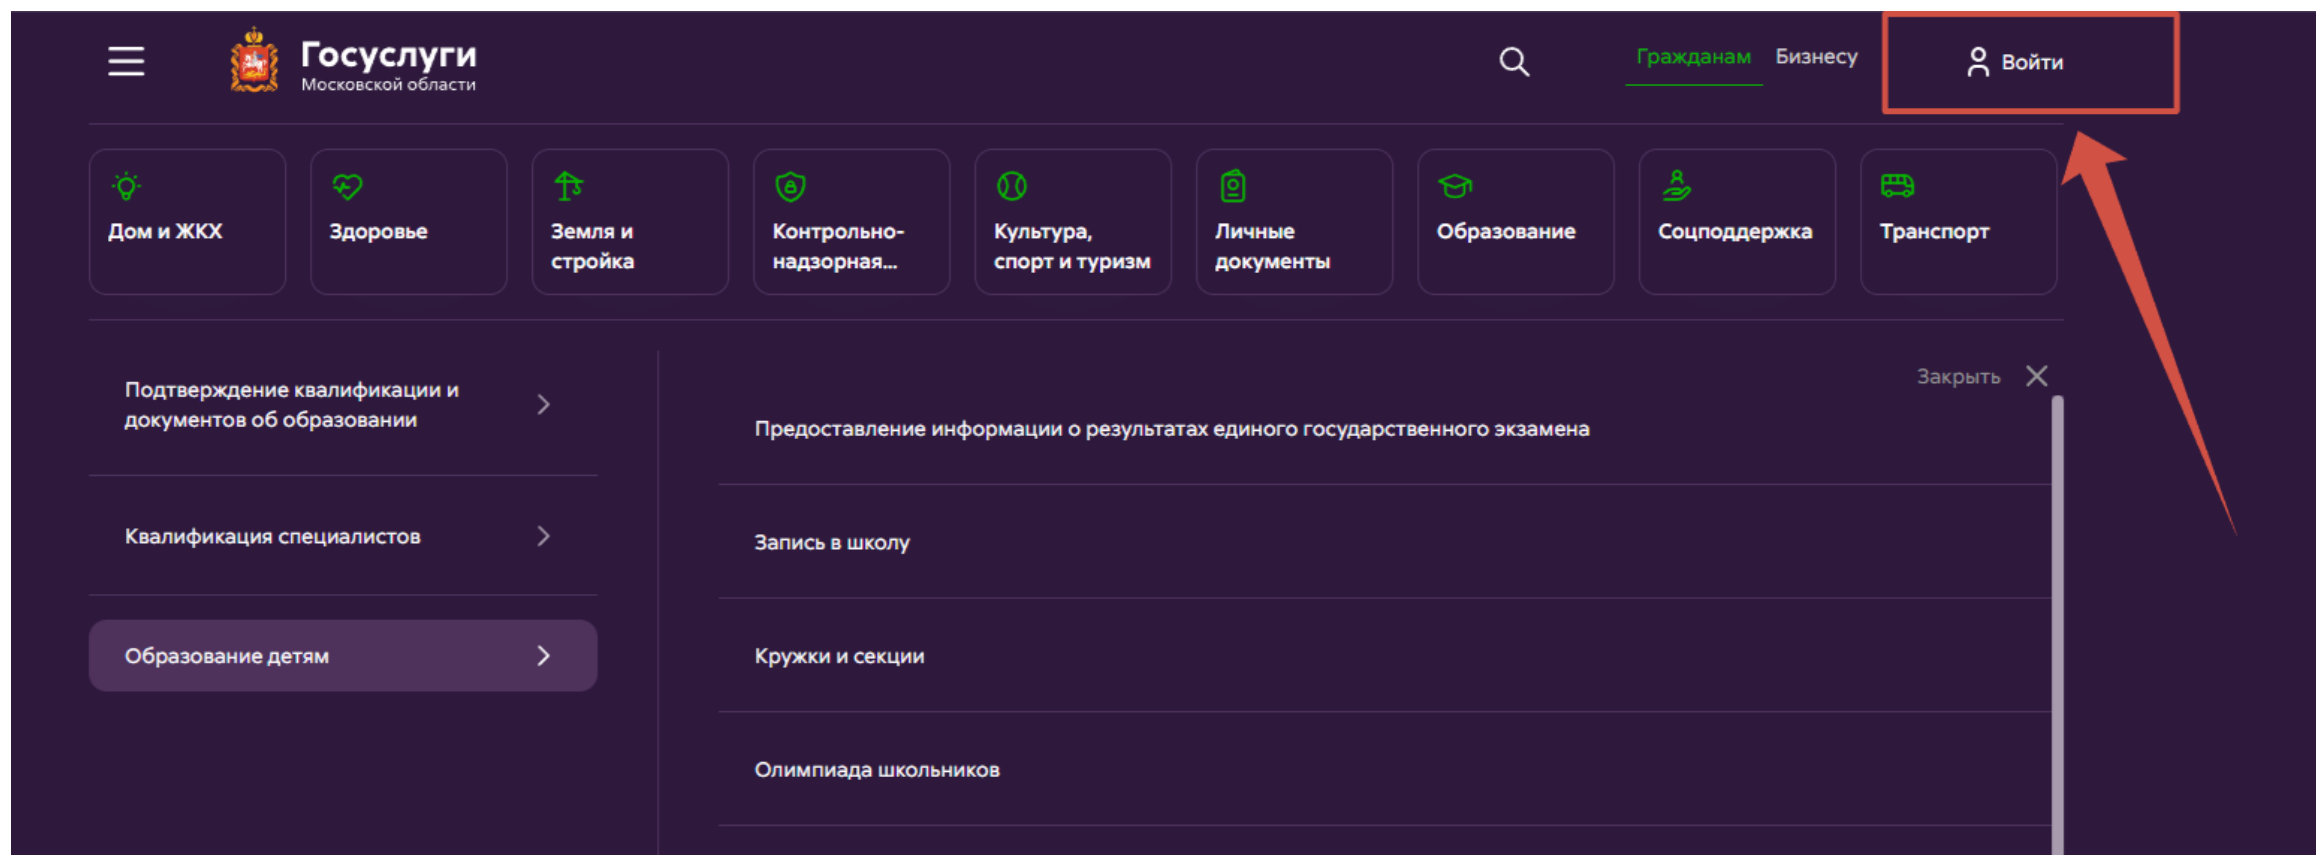 Госуслуги
Московской области
Гражданам
Бизнесу
Войти
Дом и ЖКХ
Здоровье
Земля и
стройка
Контрольно-
надзорная...
Культура,
спорт и туризм
Личные
документы
Образование
Соцподдержка
Транспорт
Подтверждение квалификации и
документов об образовании
Квалификация специалистов
Образование детям
Закрыть
Предоставление информации о результатах единого государственного экзамена
Запись в школу
Кружки и секции
Олимпиада школьников